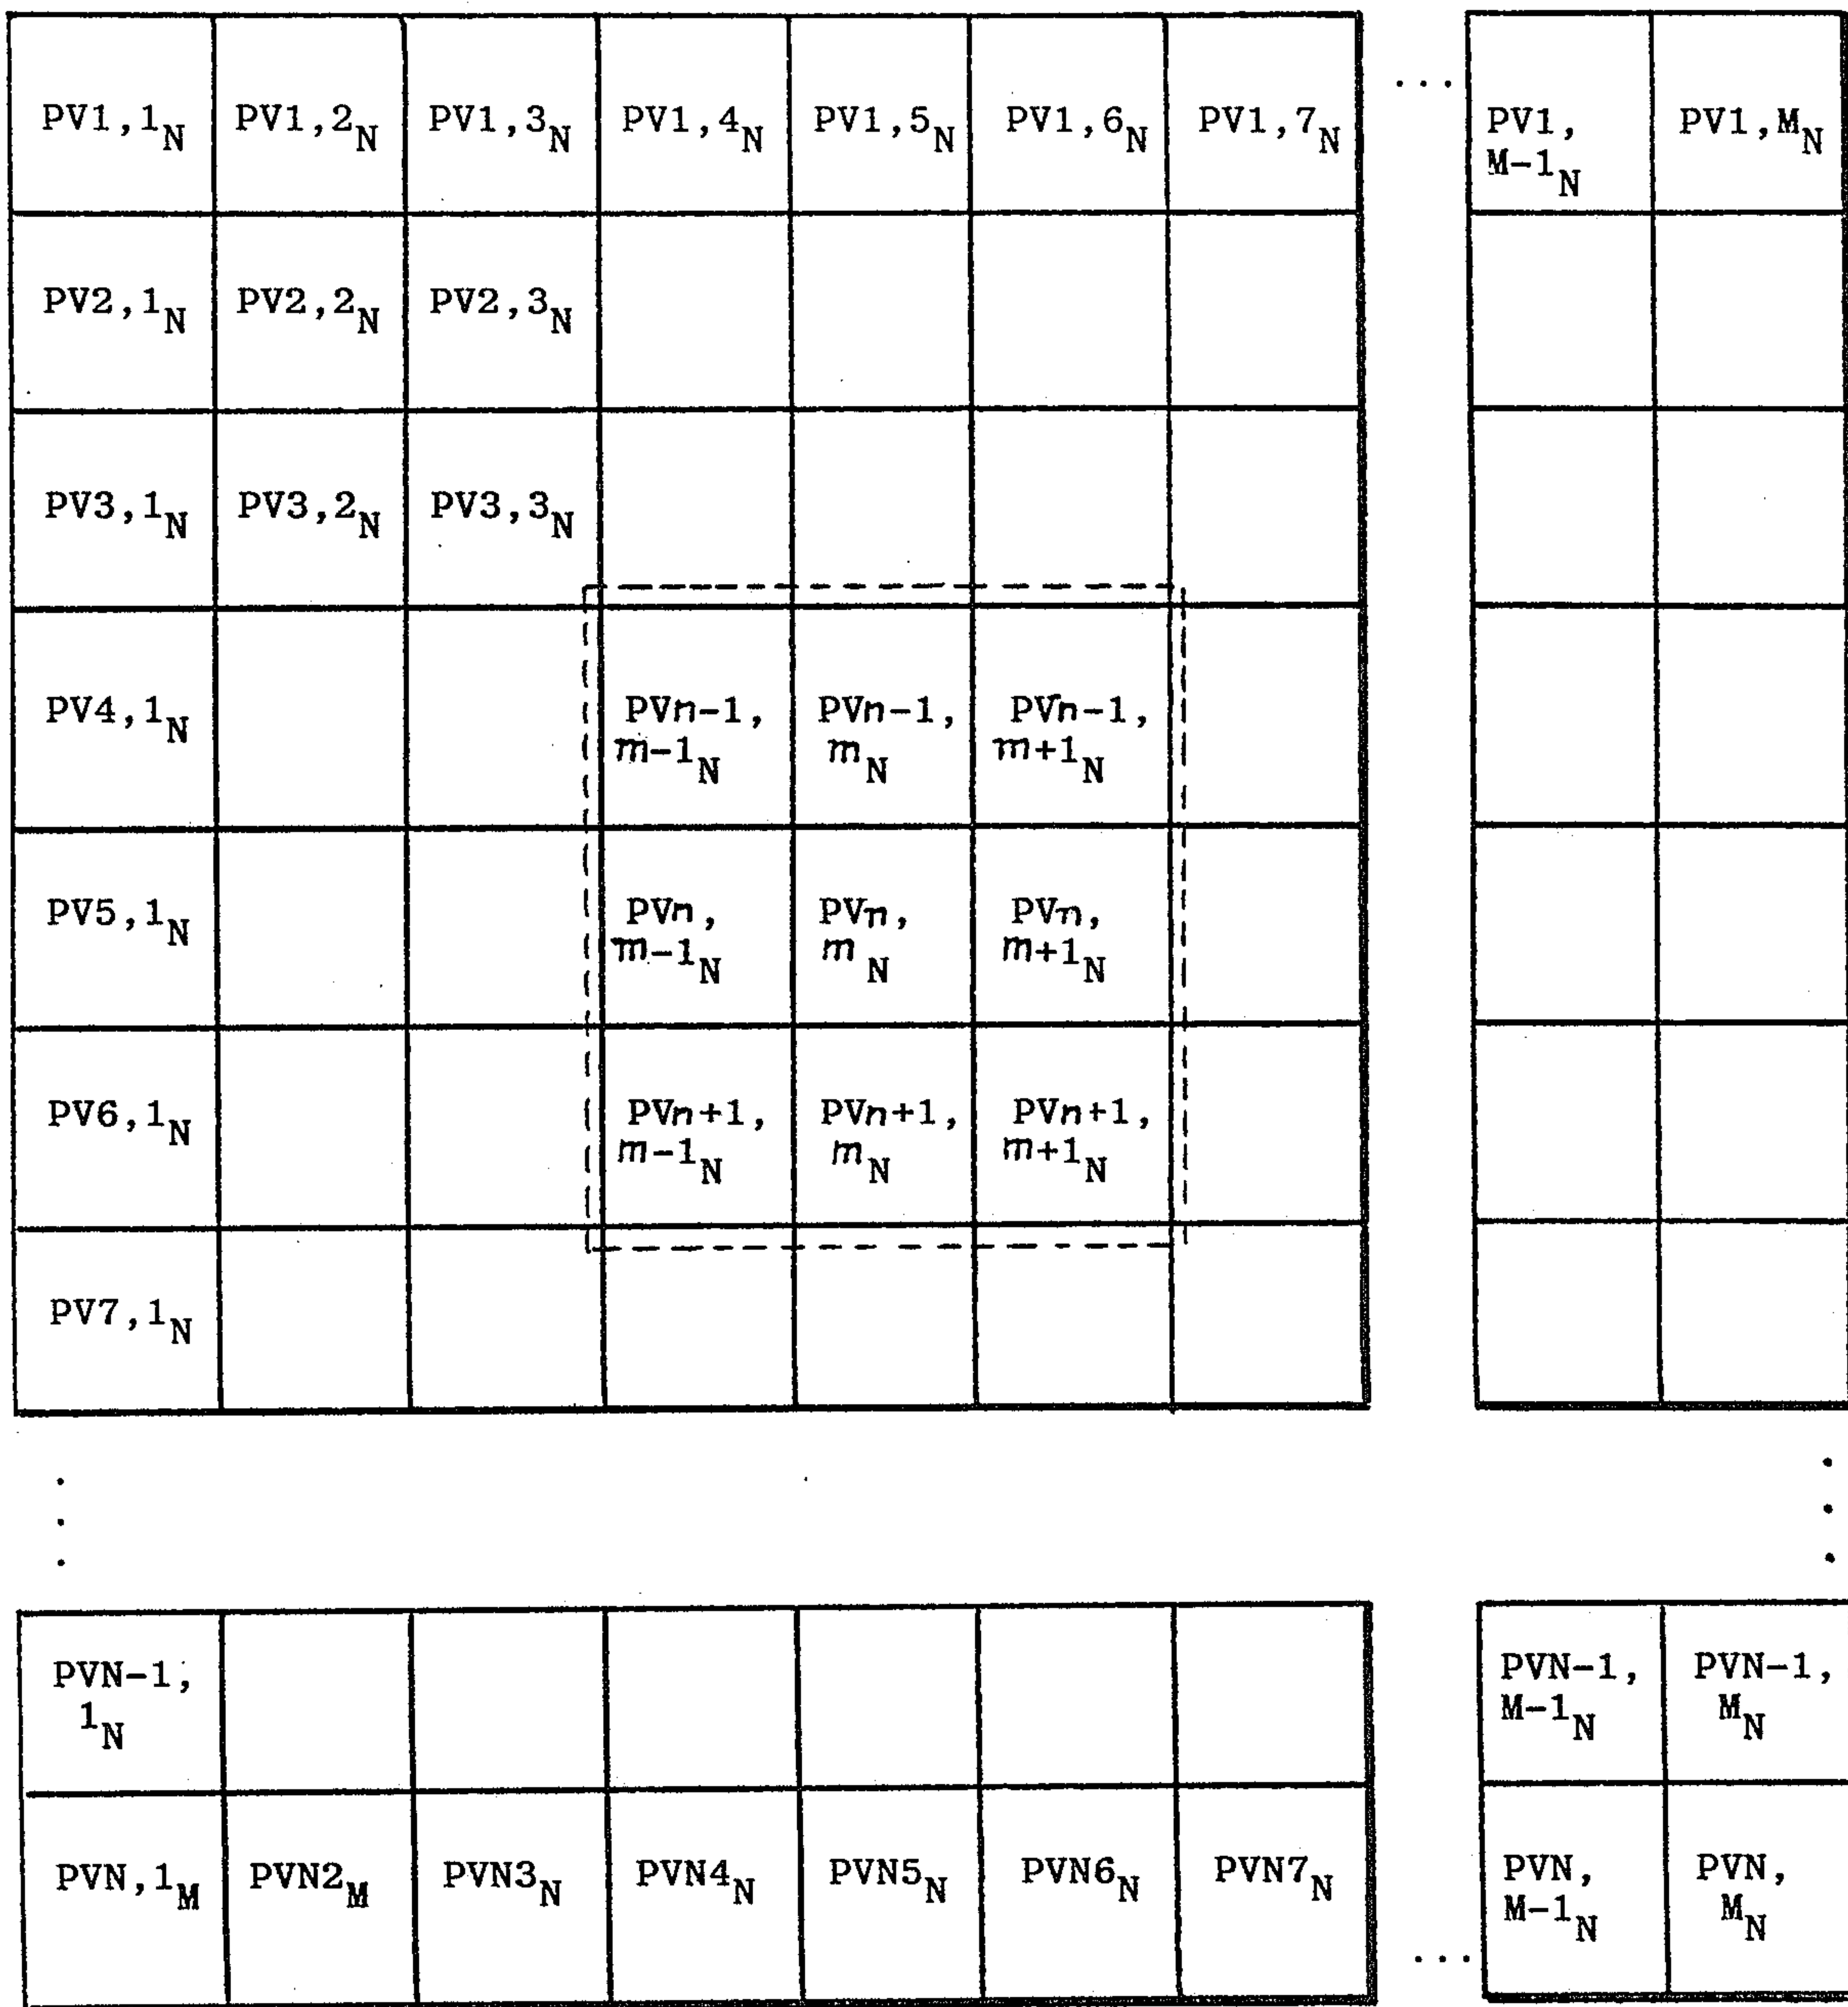 PV1,1N PV1,2N PV1,3N PV1,4N PV1,5N PV1,6N PV1,7N ... PV1, PV1,MN
M-1N
PV2,1N PV2,2N PV2,3N
PV3,1N PV3,2N PV3,3N
PV4,1N PVn-1, PVn-1, PVn-1,
m-1N mN m+1N
PV5,1N PVn, PVn, PVn,
m-1N mN m+1N
PV6,1N PVn+1, PVn+1, PVn+1,
m-1N mN m+1N
PV7,1N
PVN-1, PVN-1, PVN-1,
1N M-1N MN
PVN,1M PVN2M PVN3N PVN4N PVN5N PVN6N PVN7N PVN, PVN,
... M-1N MN